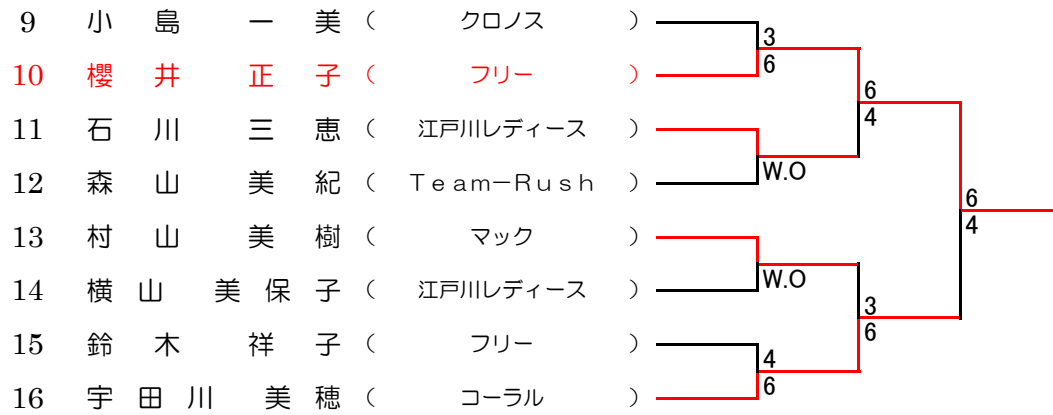 9 小島 一美 ( クロノス )
3
10 櫻井 正子 ( フリー )
6
6
11 石川 三恵 ( 江戸川レディース )
4
W.O
12 森山 美紀 ( Team-Rush )
6
4
13 村山 美樹 ( マック )
W.O
14 横山 美保子 ( 江戸川レディース )
3
15 鈴木 祥子 ( フリー )
6
4
16 宇田川 美穂 ( コーラル )
6